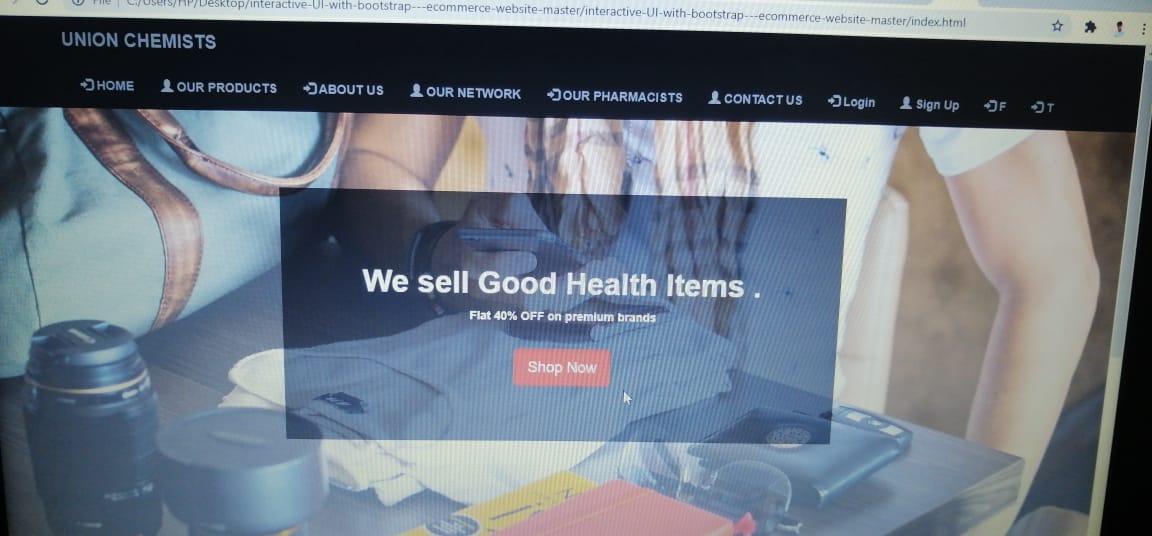 File C:/Users/HP/Desktop/interactive-UI-with-bootstrap---ecommerce-website-master/interactive-UI-with-bootstrap---ecommerce-website-master/index.html
UNION CHEMISTS
HOME OUR PRODUCTS ABOUT US OUR NETWORK OUR PHARMACISTS CONTACT US Login Sign Up F T
We sell Good Health Items .
Flat 40% OFF on premium brands
Shop Now